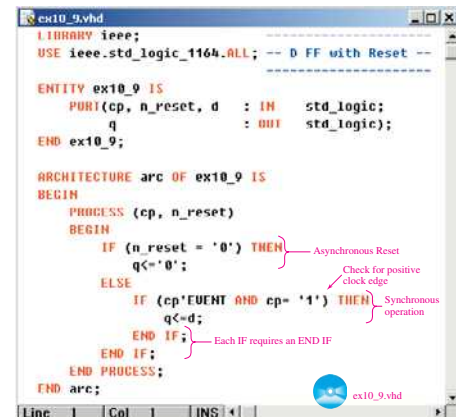 ex10_9.vhd
LIBRARY ieee; --------------------
USE ieee.std_logic_1164.ALL; -- D FF with Reset --
--------------------
ENTITY ex10_9 IS
PORT(cp, n_reset, d : IN std_logic;
q : OUT std_logic);
END ex10_9;
ARCHITECTURE arc OF ex10_9 IS
BEGIN
PROCESS (cp, n_reset)
BEGIN
IF (n_reset = '0') THEN Asynchronous Reset
q<='0';
ELSE Check for positive clock edge
IF (cp'EVENT AND cp= '1') THEN Synchronous operation
q<=d;
END IF; Each IF requires an END IF
END IF;
END PROCESS;
END arc;
ex10_9.vhd
Line 1 Col 1 INS